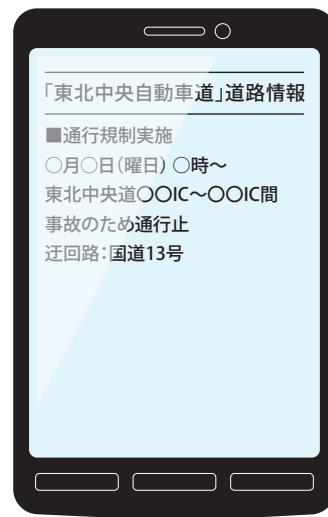 「東北中央自動車道」道路情報
■通行規制実施
○月○日(曜日) ○時〜
東北中央道○○IC〜○○IC間
事故のため通行止
迂回路:国道13号